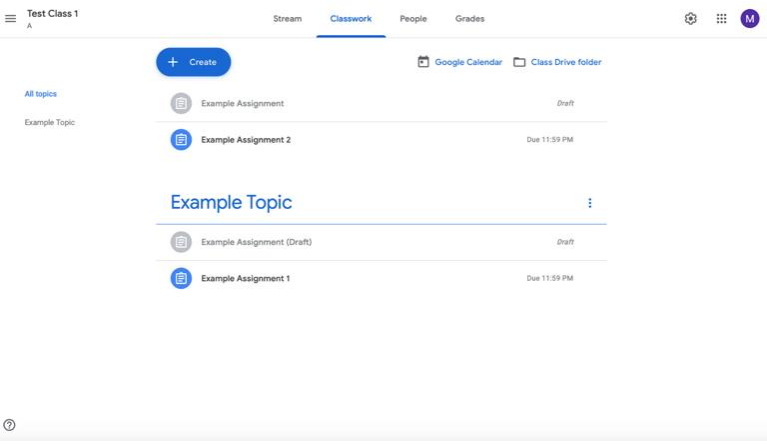 Test Class 1
A
Stream Classwork People Grades
M
Create
Google Calendar Class Drive folder
All topics
Example Topic
Example Assignment Draft
Example Assignment 2 Due 11:59 PM
Example Topic
Example Assignment (Draft) Draft
Example Assignment 1 Due 11:59 PM